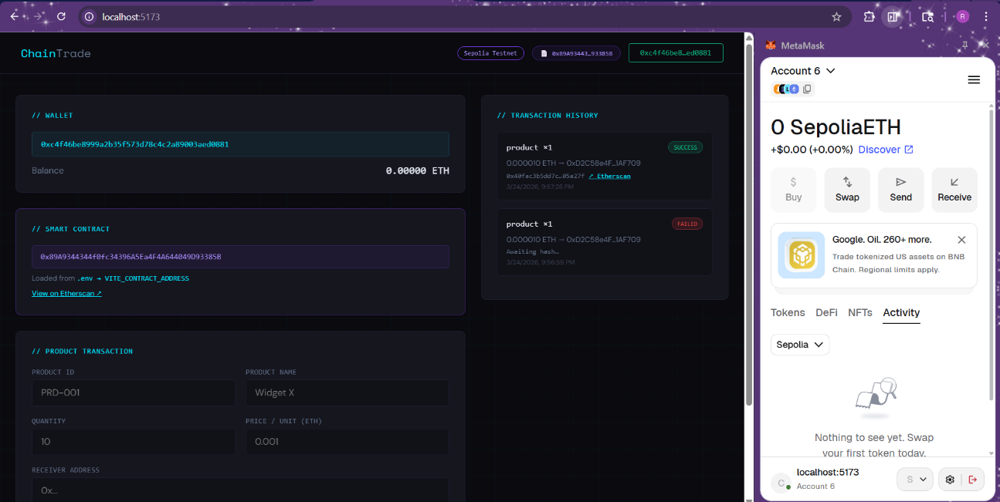 localhost:5173
R
ChainTrade
Sepolia Testnet
0x89A93443…93385B
0xc4f46be8…ed0881
// WALLET
0xc4f46be8999a2b35f573d78c4c2a89003aed0881
Balance
0.00000 ETH
// SMART CONTRACT
0x89A9344344f0fc34396A5Ea4F4A644049D93385B
Loaded from .env → VITE_CONTRACT_ADDRESS
View on Etherscan ↗
// PRODUCT TRANSACTION
PRODUCT ID
PRODUCT NAME
PRD-001
Widget X
QUANTITY
PRICE / UNIT (ETH)
10
0.001
RECEIVER ADDRESS
0x...
// TRANSACTION HISTORY
product ×1
SUCCESS
0.000010 ETH → 0xD2C58e4F…1AF709
0x40fac3b5dd7c…05a27f ↗ Etherscan
3/24/2026, 9:57:28 PM
product ×1
FAILED
0.000010 ETH → 0xD2C58e4F…1AF709
Awaiting hash…
3/24/2026, 9:56:59 PM
MetaMask
Account 6
0 SepoliaETH
+$0.00 (+0.00%) Discover
Buy
Swap
Send
Receive
Google. Oil. 260+ more.
Trade tokenized US assets on BNB
Chain. Regional limits apply.
Tokens
DeFi
NFTs
Activity
Sepolia
Nothing to see yet. Swap
your first token today.
C
localhost:5173
Account 6
S